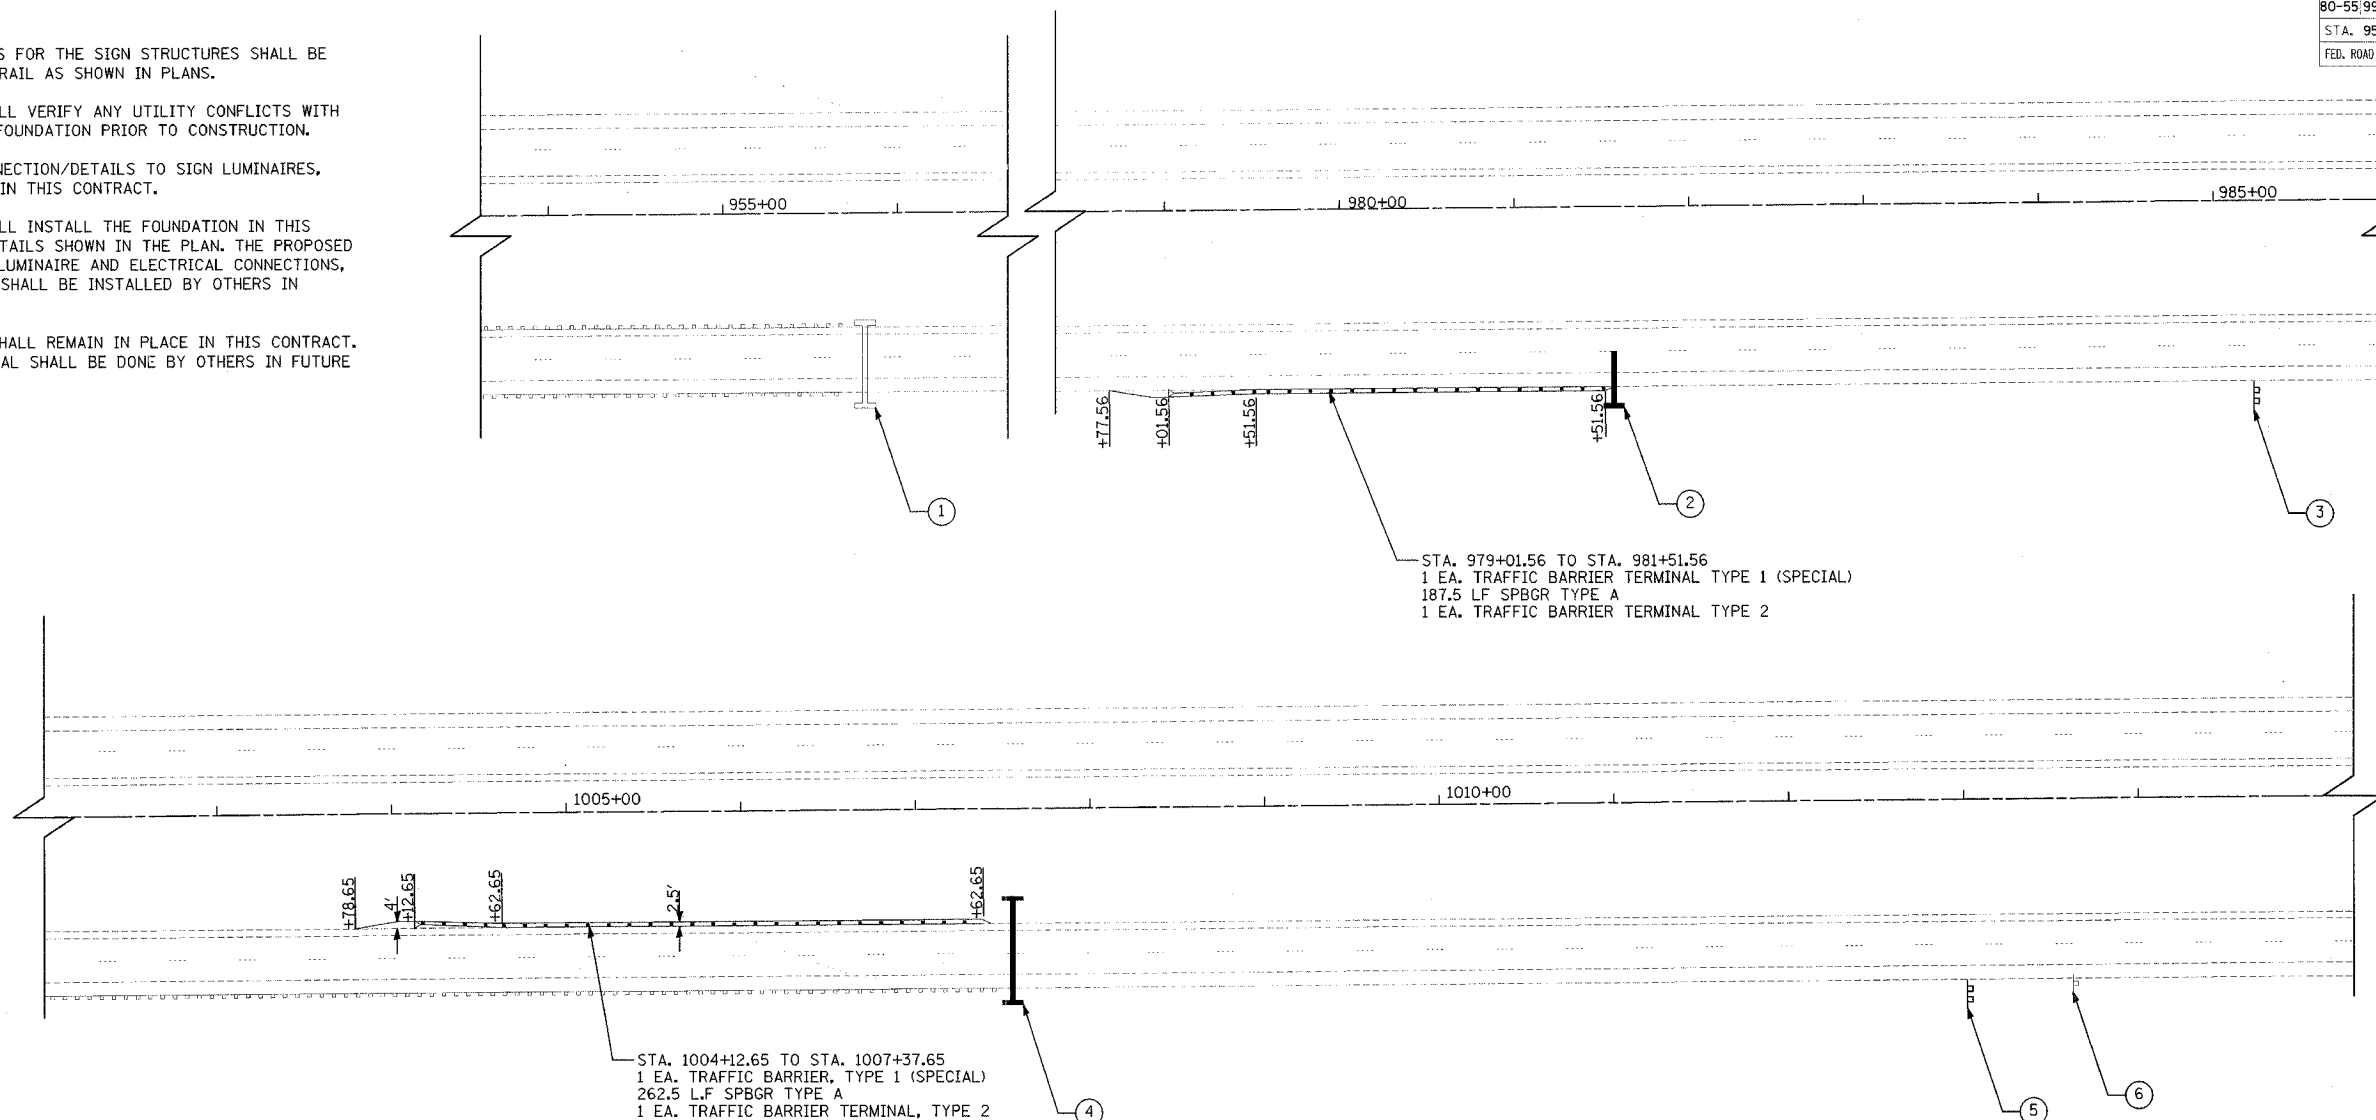 S FOR THE SIGN STRUCTURES SHALL BE
RAIL AS SHOWN IN PLANS.
LL VERIFY ANY UTILITY CONFLICTS WITH
FOUNDATION PRIOR TO CONSTRUCTION.
NECTION/DETAILS TO SIGN LUMINAIRES,
IN THIS CONTRACT.
LL INSTALL THE FOUNDATION IN THIS
TAILS SHOWN IN THE PLAN. THE PROPOSED
LUMINAIRE AND ELECTRICAL CONNECTIONS,
SHALL BE INSTALLED BY OTHERS IN
HALL REMAIN IN PLACE IN THIS CONTRACT.
AL SHALL BE DONE BY OTHERS IN FUTURE
80-55 99
STA. 95
FED. ROAD
955+00
980+00
985+00
+77.56
+01.56
+51.56
+51.56
1
2
3
STA. 979+01.56 TO STA. 981+51.56
1 EA. TRAFFIC BARRIER TERMINAL TYPE 1 (SPECIAL)
187.5 LF SPBGR TYPE A
1 EA. TRAFFIC BARRIER TERMINAL TYPE 2
1005+00
1010+00
+78.65
4'
+12.65
+62.65
2.5'
+62.65
STA. 1004+12.65 TO STA. 1007+37.65
1 EA. TRAFFIC BARRIER, TYPE 1 (SPECIAL)
262.5 L.F SPBGR TYPE A
1 EA. TRAFFIC BARRIER TERMINAL, TYPE 2
4
5
6